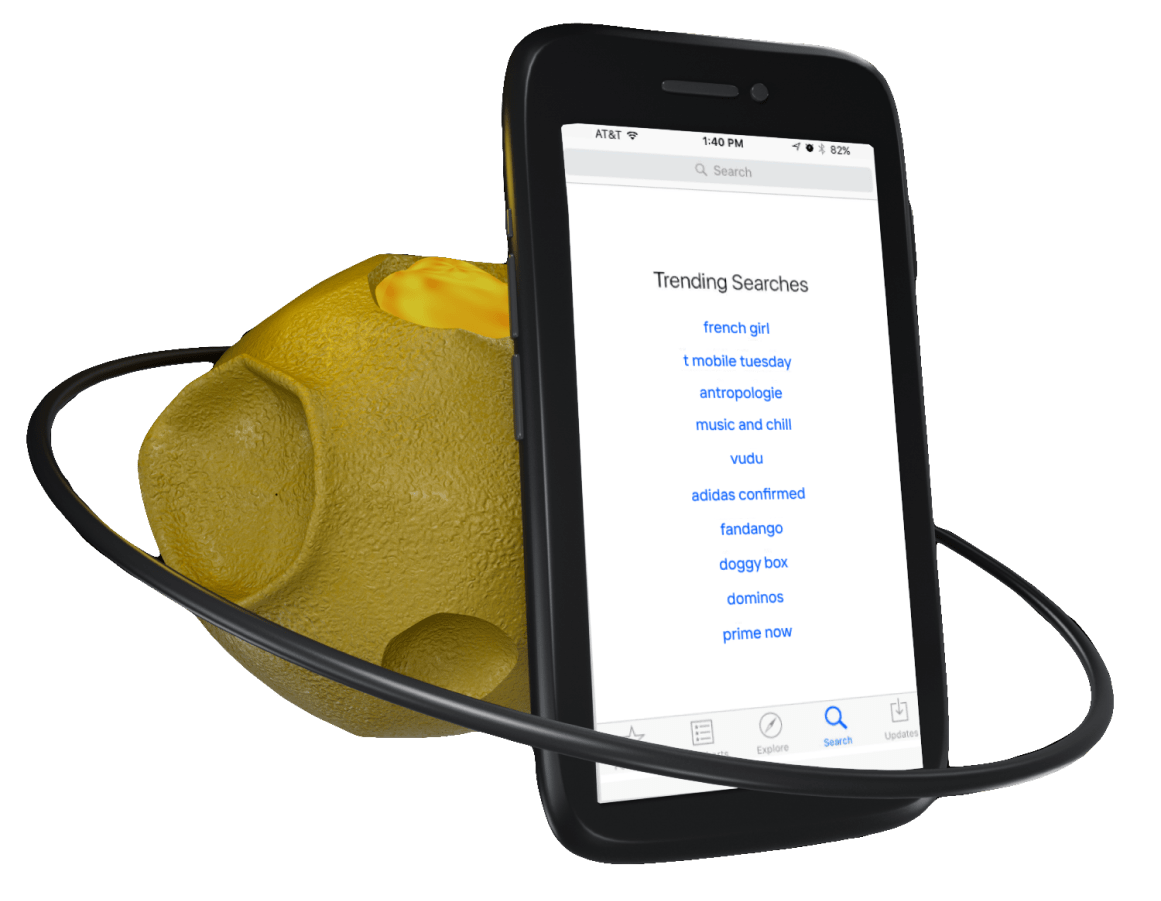 AT&T 1:40 PM 82%
Search
Trending Searches
french girl
t mobile tuesday
antropologie
music and chill
vudu
adidas confirmed
fandango
doggy box
dominos
prime now
Explore Search Updates